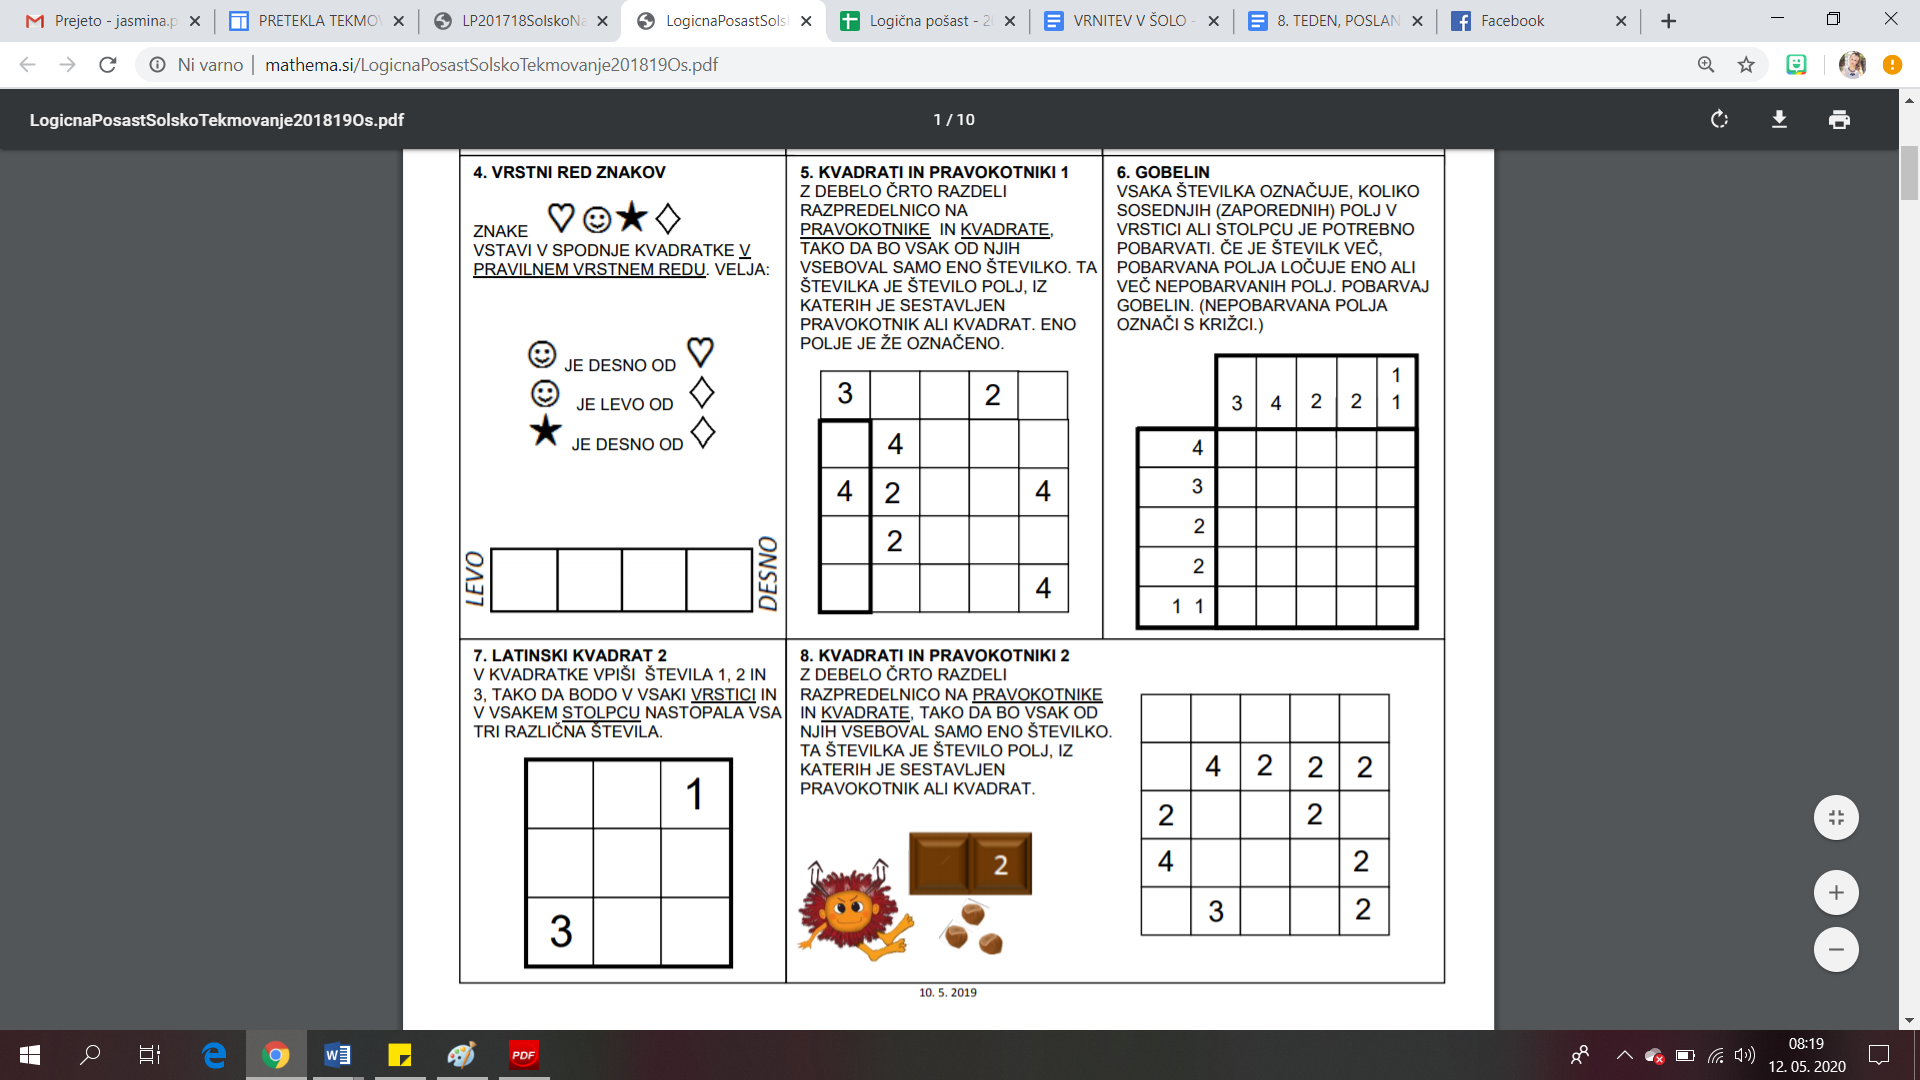 Prejeto - jasmina.p
PRETEKLA TEKMOV
LP201718SolskoNa
LogicnaPosastSols
Logična pošast - 2
VRNITEV V ŠOLO -
8. TEDEN, POSLAN
Facebook
Ni varno | mathema.si/LogicnaPosastSolskoTekmovanje201819Os.pdf
LogicnaPosastSolskoTekmovanje201819Os.pdf
1 / 10
4. VRSTNI RED ZNAKOV
ZNAKE
VSTAVI V SPODNJE KVADRATKE V
PRAVILNEM VRSTNEM REDU. VELJA:
JE DESNO OD
JE LEVO OD
JE DESNO OD
LEVO
DESNO
5. KVADRATI IN PRAVOKOTNIKI 1
Z DEBELO ČRTO RAZDELI
RAZPREDELNICO NA
PRAVOKOTNIKE IN KVADRATE,
TAKO DA BO VSAK OD NJIH
VSEBOVAL SAMO ENO ŠTEVILKO. TA
ŠTEVILKA JE ŠTEVILO POLJ, IZ
KATERIH JE SESTAVLJEN
PRAVOKOTNIK ALI KVADRAT. ENO
POLJE JE ŽE OZNAČENO.
3 2
4
4 2 4
2
4
6. GOBELIN
VSAKA ŠTEVILKA OZNAČUJE, KOLIKO
SOSEDNJIH (ZAPOREDNIH) POLJ V
VRSTICI ALI STOLPCU JE POTREBNO
POBARVATI. ČE JE ŠTEVILK VEČ,
POBARVANA POLJA LOČUJE ENO ALI
VEČ NEPOBARVANIH POLJ. POBARVAJ
GOBELIN. (NEPOBARVANA POLJA
OZNAČI S KRIŽCI.)
1
3 4 2 2 1
4
3
2
2
1 1
7. LATINSKI KVADRAT 2
V KVADRATKE VPIŠI ŠTEVILA 1, 2 IN
3, TAKO DA BODO V VSAKI VRSTICI IN
V VSAKEM STOLPCU NASTOPALA VSA
TRI RAZLIČNA ŠTEVILA.
1
3
8. KVADRATI IN PRAVOKOTNIKI 2
Z DEBELO ČRTO RAZDELI
RAZPREDELNICO NA PRAVOKOTNIKE
IN KVADRATE, TAKO DA BO VSAK OD
NJIH VSEBOVAL SAMO ENO ŠTEVILKO.
TA ŠTEVILKA JE ŠTEVILO POLJ, IZ
KATERIH JE SESTAVLJEN
PRAVOKOTNIK ALI KVADRAT.
2
4 2 2 2
2 2
4 2
3 2
10. 5. 2019
PDF
08:19
12. 05. 2020